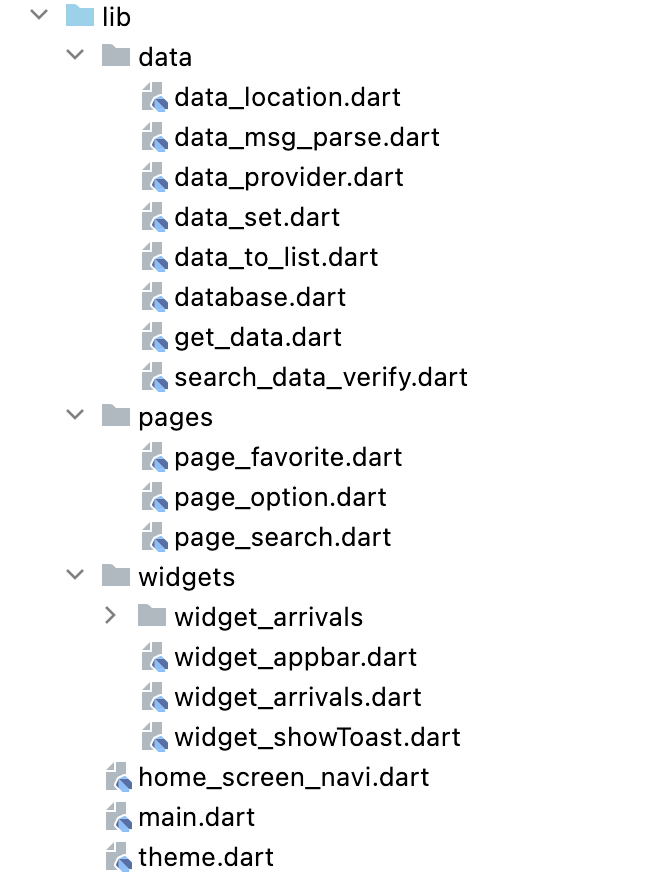 lib
data
data_location.dart
data_msg_parse.dart
data_provider.dart
data_set.dart
data_to_list.dart
database.dart
get_data.dart
search_data_verify.dart
pages
page_favorite.dart
page_option.dart
page_search.dart
widgets
widget_arrivals
widget_appbar.dart
widget_arrivals.dart
widget_showToast.dart
home_screen_navi.dart
main.dart
theme.dart